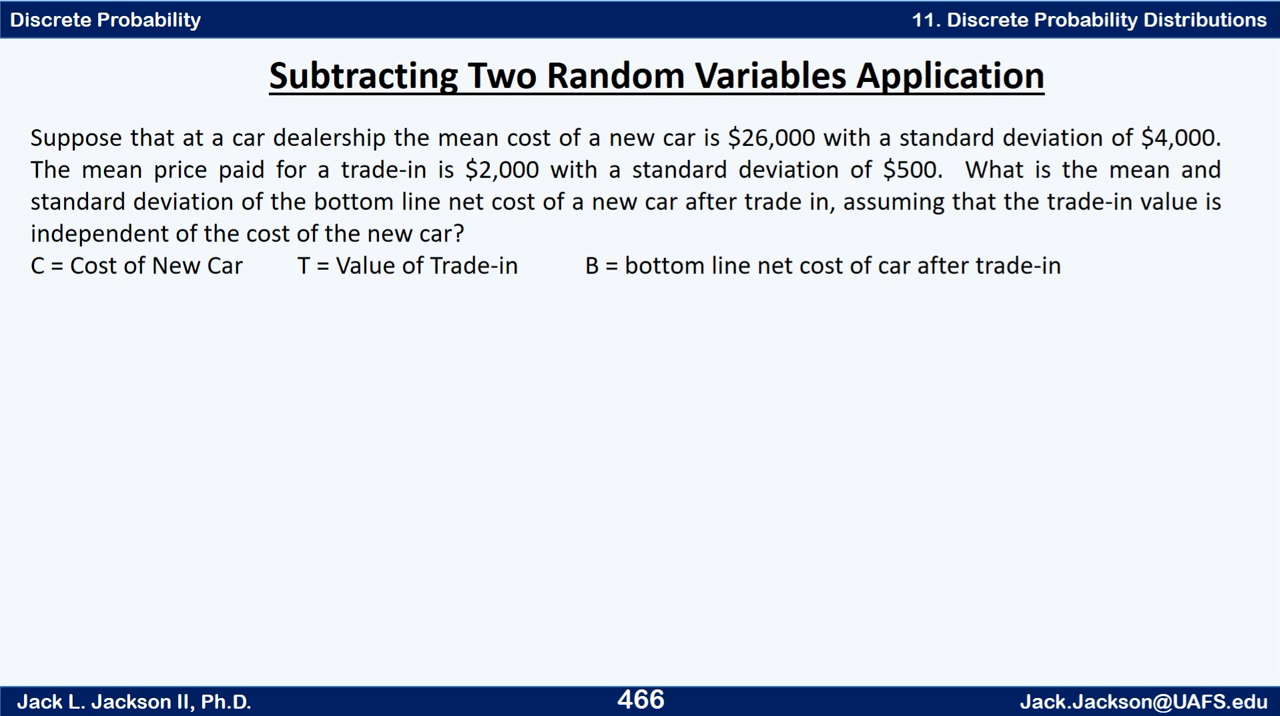 Discrete Probability
11. Discrete Probability Distributions
Subtracting Two Random Variables Application
Suppose that at a car dealership the mean cost of a new car is $26,000 with a standard deviation of $4,000.
The mean price paid for a trade-in is $2,000 with a standard deviation of $500. What is the mean and
standard deviation of the bottom line net cost of a new car after trade in, assuming that the trade-in value is
independent of the cost of the new car?
C = Cost of New Car T = Value of Trade-in B = bottom line net cost of car after trade-in
Jack L. Jackson II, Ph.D.
466
Jack.Jackson@UAFS.edu